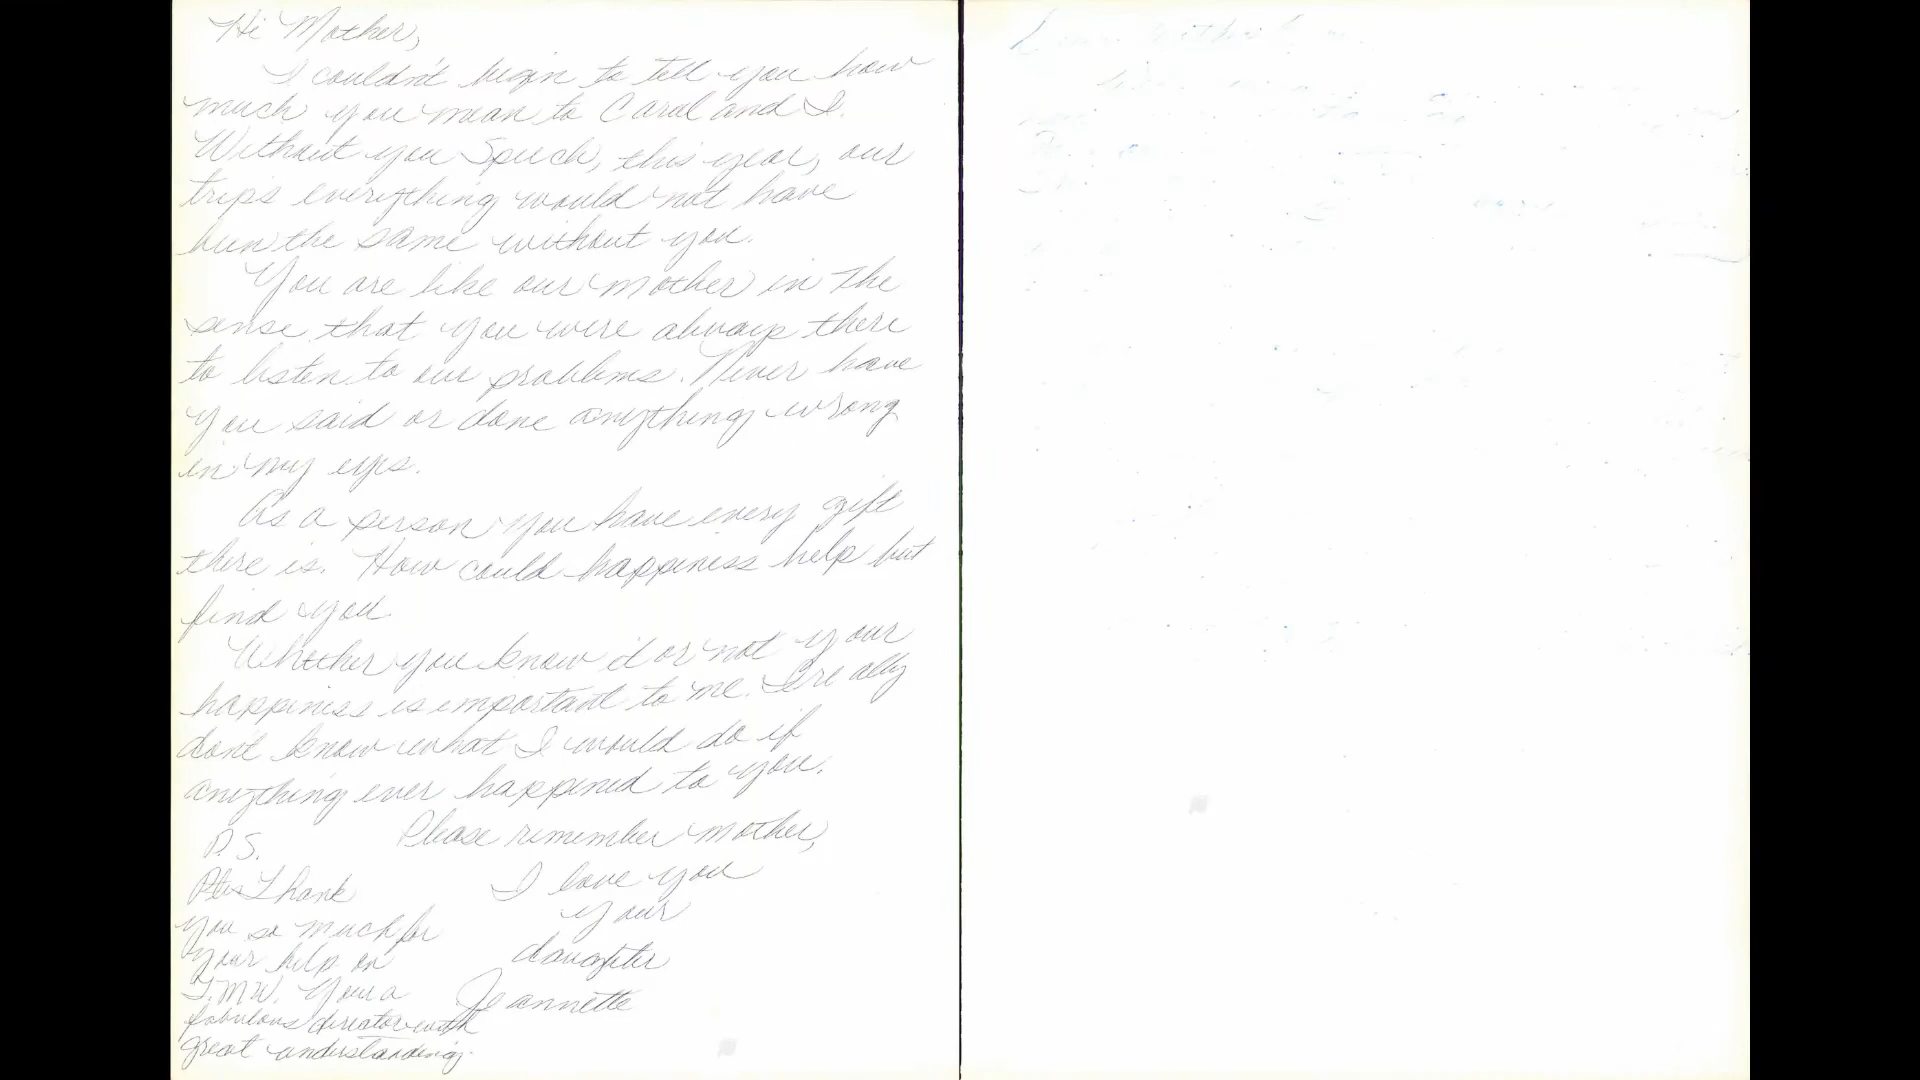 Hi Mother,
I couldn't begin to tell you how
much you mean to Carol and I.
Without you Speech, this year, our
trips everything would not have
been the same without you.
You are like our mother in the
sense that you were always there
to listen to our problems. Never have
you said or done anything wrong
in my eyes.
As a person you have every gift
there is. How could happiness help but
find you
Whether you know it or not your
happiness is important to me. I really
don't know what I would do if
anything ever happened to you.
Please remember mother,
I love you
your
daughter
Jeannette
P.S.
Thank
you so much for
your help on
T.M.W. Your a
fabulous director with
great understanding.